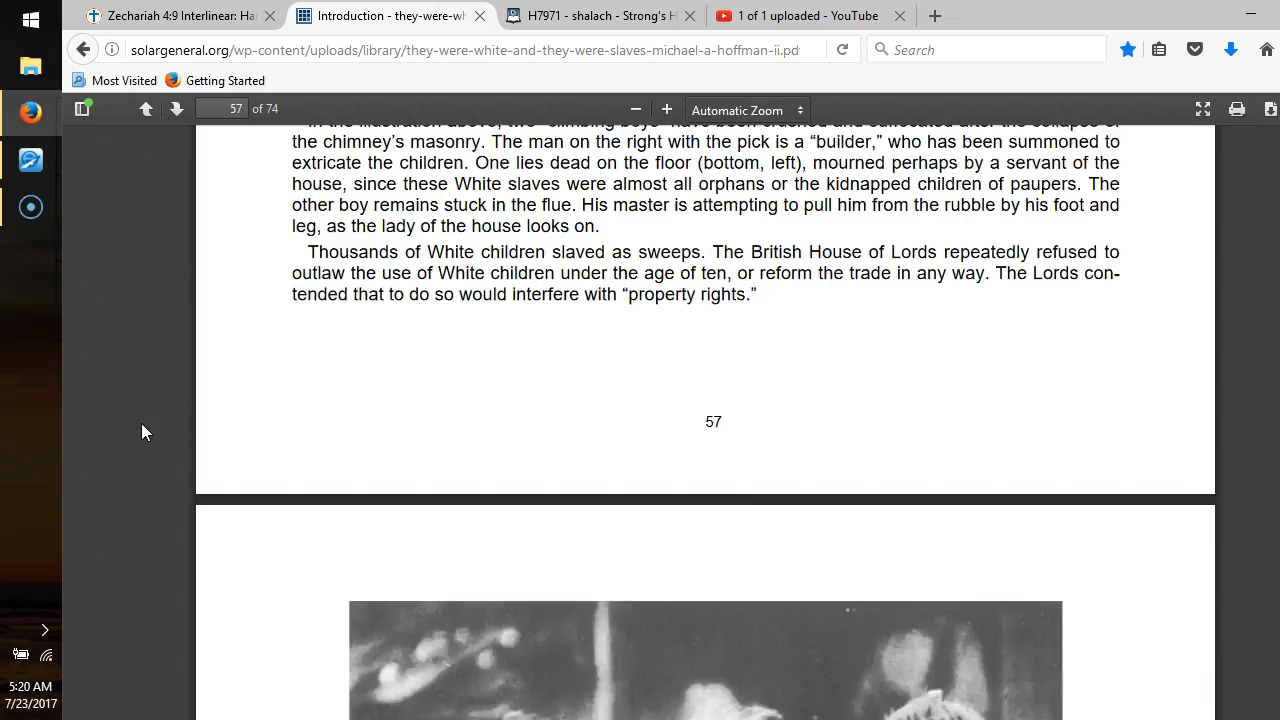 Zechariah 4:9 Interlinear: Ha
Introduction - they-were-wh
H7971 - shalach - Strong's H
1 of 1 uploaded - YouTube
solargeneral.org/wp-content/uploads/library/they-were-white-and-they-were-slaves-michael-a-hoffman-ii.pd
Search
Most Visited
Getting Started
57 of 74
Automatic Zoom
the chimney's masonry. The man on the right with the pick is a “builder,” who has been summoned to
extricate the children. One lies dead on the floor (bottom, left), mourned perhaps by a servant of the
house, since these White slaves were almost all orphans or the kidnapped children of paupers. The
other boy remains stuck in the flue. His master is attempting to pull him from the rubble by his foot and
leg, as the lady of the house looks on.
Thousands of White children slaved as sweeps. The British House of Lords repeatedly refused to
outlaw the use of White children under the age of ten, or reform the trade in any way. The Lords con-
tended that to do so would interfere with “property rights.”
57
5:20 AM
7/23/2017